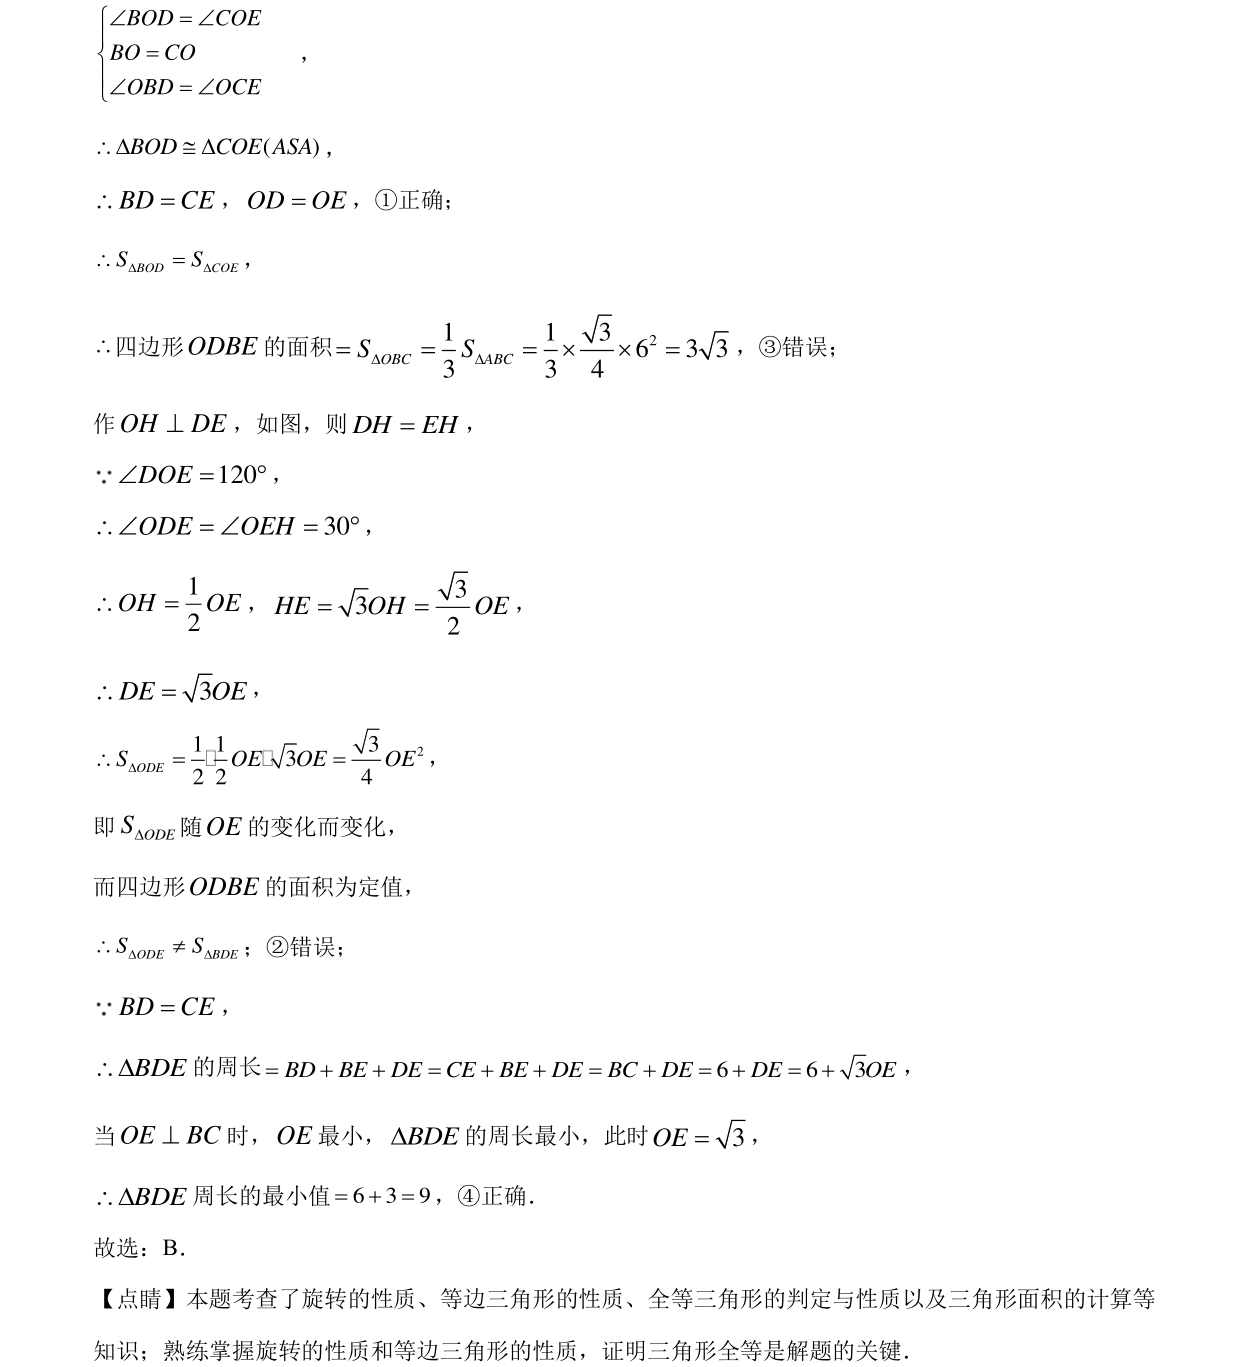 {∠BOD = ∠COE
BO = CO ，
∠OBD = ∠OCE
∴ΔBOD ≅ ΔCOE(ASA)，
∴BD = CE，OD = OE，①正确；
∴S_{ΔBOD} = S_{ΔCOE}，
∴四边形ODBE的面积= S_{ΔOBC} = \frac{1}{3}S_{ΔABC} = \frac{1}{3}×\frac{√3}{4}×6² = 3√3，③错误；
作OH ⊥ DE，如图，则DH = EH，
∵∠DOE = 120°，
∴∠ODE = ∠OEH = 30°，
∴OH = \frac{1}{2}OE，HE = √3OH = \frac{√3}{2}OE，
∴DE = √3OE，
∴S_{ΔODE} = \frac{1}{2}□\frac{1}{2}OE□√3OE = \frac{√3}{4}OE²，
即S_{ΔODE}随OE的变化而变化，
而四边形ODBE的面积为定值，
∴S_{ΔODE} ≠ S_{ΔBDE}；②错误；
∵BD = CE，
∴ΔBDE的周长= BD + BE + DE = CE + BE + DE = BC + DE = 6 + DE = 6 + √3OE，
当OE ⊥ BC时，OE最小，ΔBDE的周长最小，此时OE = √3，
∴ΔBDE周长的最小值= 6 + 3 = 9，④正确．
故选：B．
【点睛】本题考查了旋转的性质、等边三角形的性质、全等三角形的判定与性质以及三角形面积的计算等
知识；熟练掌握旋转的性质和等边三角形的性质，证明三角形全等是解题的关键．